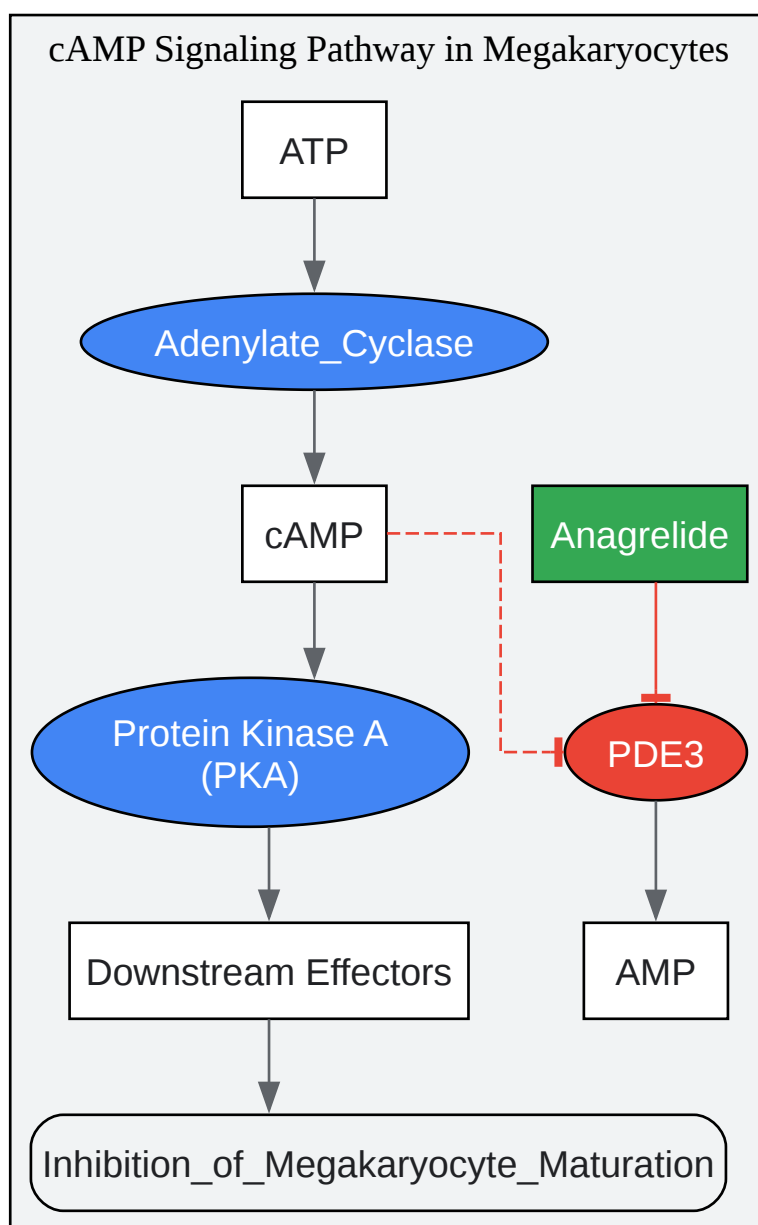 cAMP Signaling Pathway in Megakaryocytes
ATP
Adenylate_Cyclase
cAMP
Anagrelide
Protein Kinase A
(PKA)
PDE3
Downstream Effectors
AMP
Inhibition_of_Megakaryocyte_Maturation